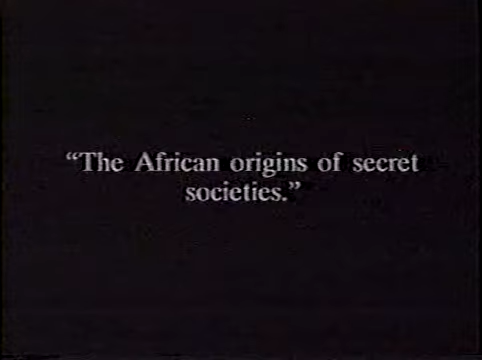 “The African origins of secret
societies.”